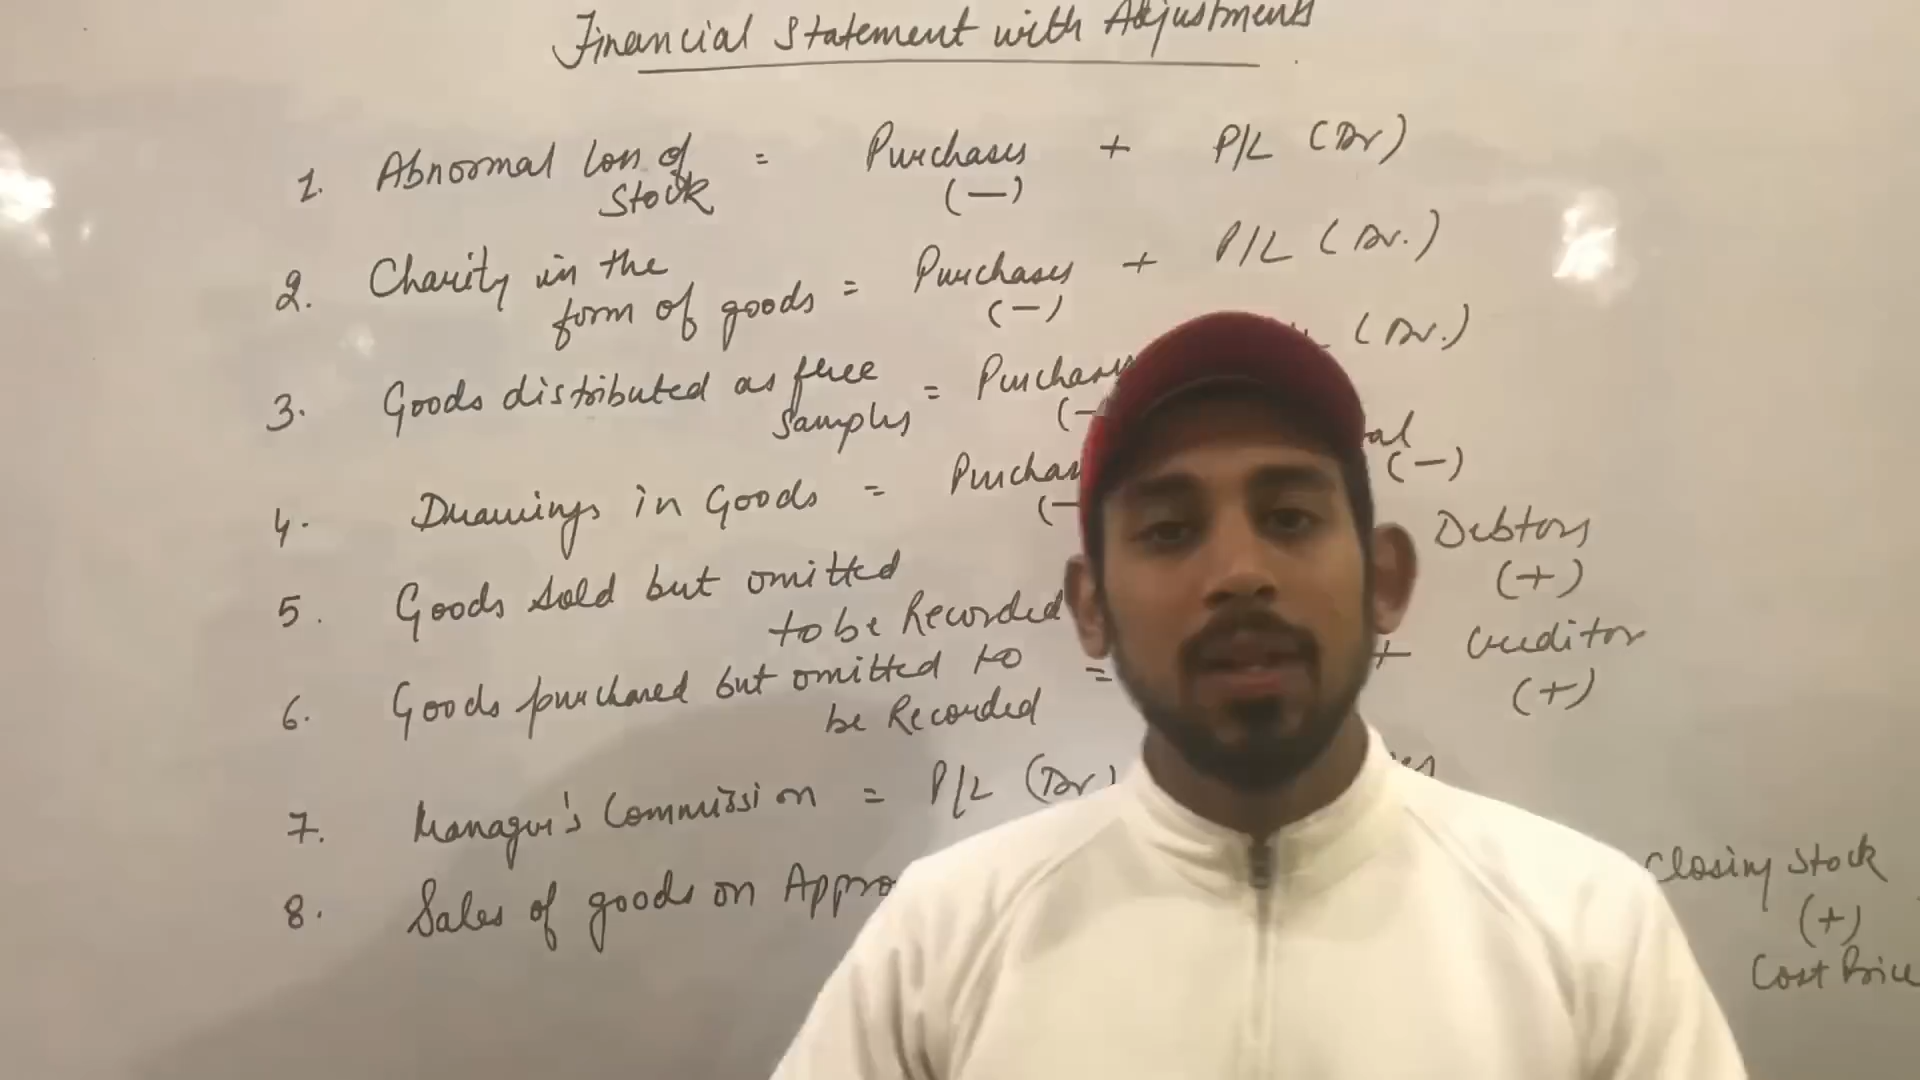 Financial Statement with Adjustments
1. Abnormal loss of = Purchases + P/L (Dr)
Stock (-)
2. Charity in the
form of goods = Purchases + P/L (Dr.)
(-)
3. Goods distributed as free
samples = Purchases (Dr.)
4. Drawings in Goods = (-)
5. Goods sold but omitted Debtors
to be Recorded (+)
6. Goods purchased but omitted to = + Creditor
be Recorded (+)
7. Manager's Commission = P/L (Dr)
8. Sales of goods on Closing Stock
(+)
Cost Price